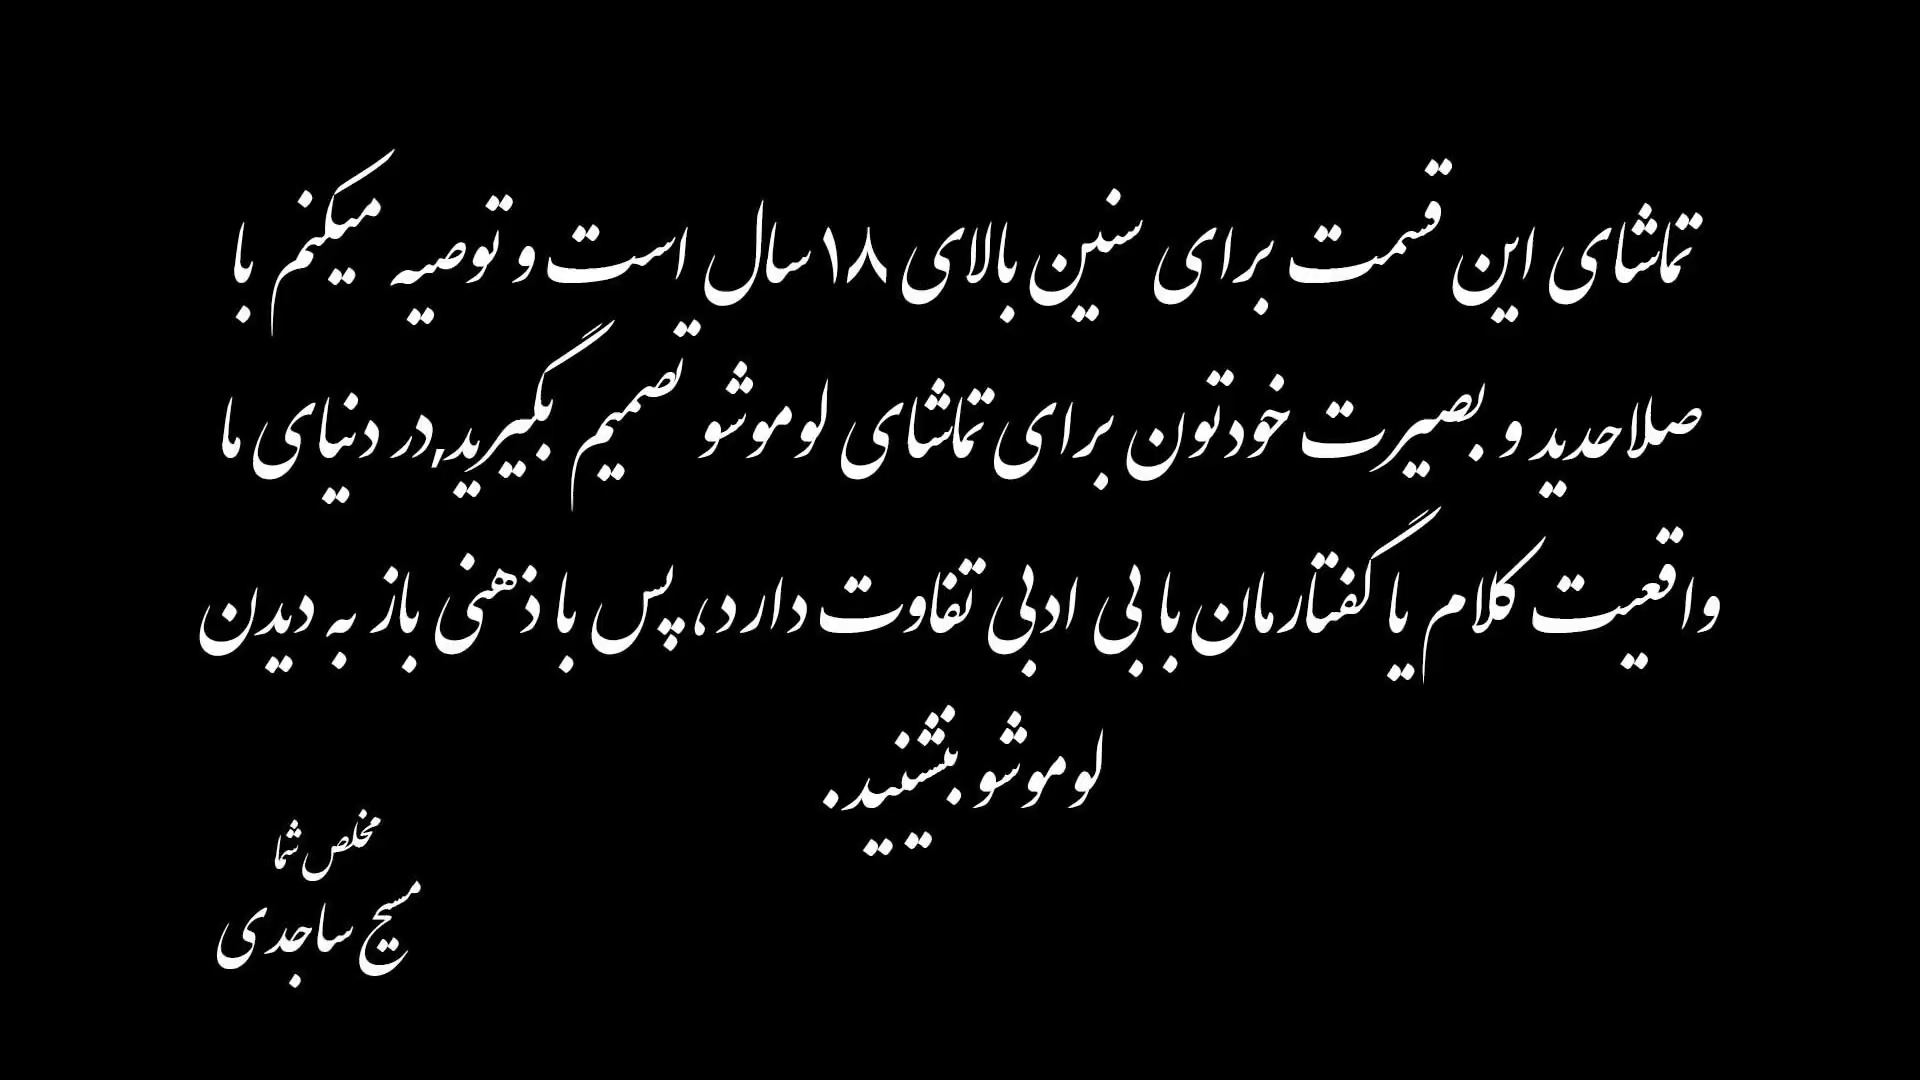 تماشای این قسمت برای سنین بالای ۱۸ سال است و توصیه میکنم با
صلاحدید و بصیرت خودتون برای تماشای لوموشو تصمیم بگیرید,در دنیای ما
واقعیت کلام یا گفتارمان با بی ادبی تفاوت دارد، پس با ذهنی باز به دیدن
لوموشو بنشینید.
مخلص شما
مسیح ساجدی